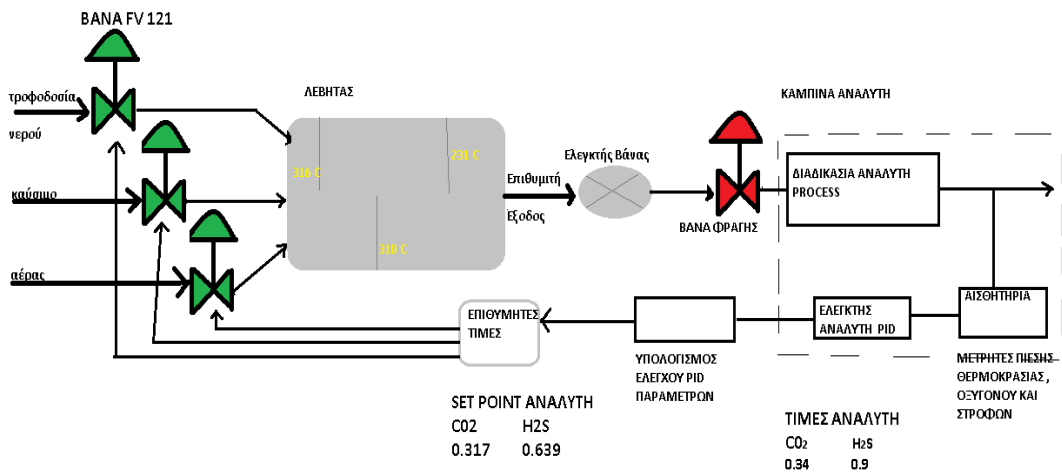 ΒΑΝΑ FV 121
τροφοδοσία
νερού
καύσιμο
αέρας
ΛΕΒΗΤΑΣ
316 C
231 C
310 C
Επιθυμιτή
Έξοδος
Ελεγκτής Βάνας
ΒΑΝΑ ΦΡΑΓΗΣ
ΚΑΜΠΙΝΑ ΑΝΑΛΥΤΗ
ΔΙΑΔΙΚΑΣΙΑ ΑΝΑΛΥΤΗ
PROCESS
ΑΙΣΘΗΤΗΡΙΑ
ΕΛΕΓΚΤΗΣ
ΑΝΑΛΥΤΗ PID
ΕΠΙΘΥΜΗΤΕΣ
ΤΙΜΕΣ
ΥΠΟΛΟΓΙΣΜΟΣ
ΕΛΕΓΧΟΥ PID
ΠΑΡΑΜΕΤΡΩΝ
ΜΕΤΡΗΤΕΣ ΠΙΕΣΗΣ
ΘΕΡΜΟΚΡΑΣΙΑΣ ,
ΟΞΥΓΟΝΟΥ ΚΑΙ
ΣΤΡΟΦΩΝ
SET POINT ΑΝΑΛΥΤΗ
C02 H2S
0.317 0.639
ΤΙΜΕΣ ΑΝΑΛΥΤΗ
CO₂ H₂S
0.34 0.9